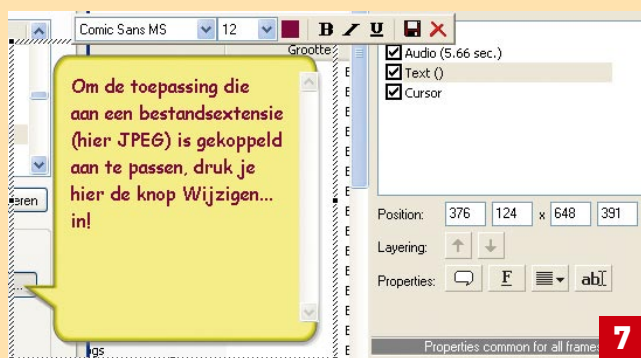 Comic Sans MS 12 B I U
Grootte
Om de toepassing die
aan een bestandsextensie
(hier JPEG) is gekoppeld
aan te passen, druk je
hier de knop Wijzigen...
in!
eren
...
ngs
Audio (5.66 sec.)
Text ()
Cursor
Position: 376 124 x 648 391
Layering:
Properties: F abI
Properties common for all frames
7